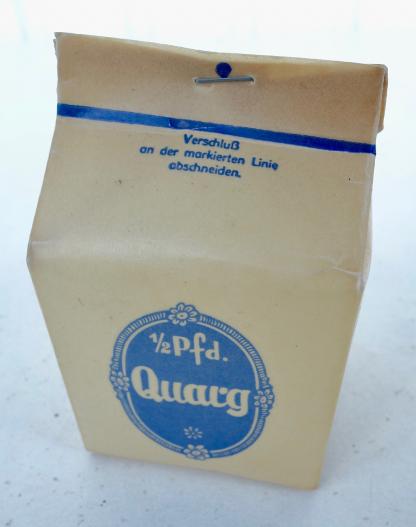 Verschluß
an der markierten Linie
abschneiden.
½ Pfd.
Quarg